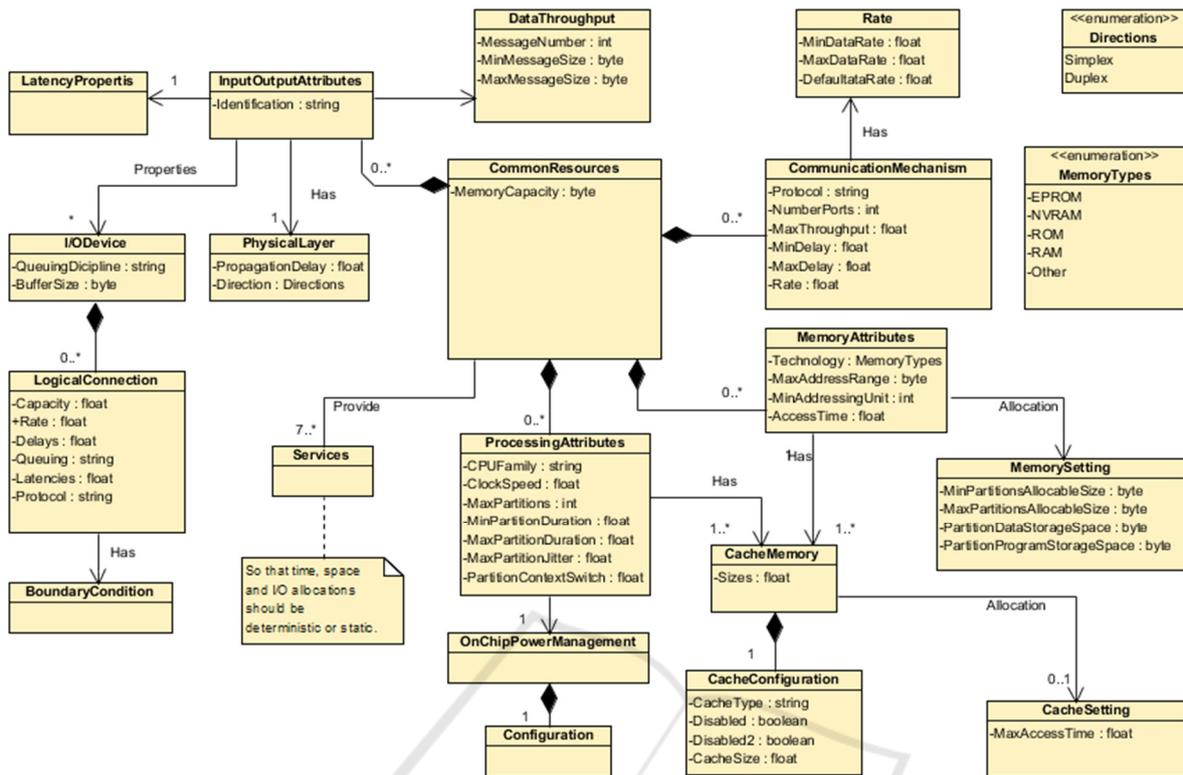 DataThroughput
-MessageNumber : int
-MinMessageSize : byte
-MaxMessageSize : byte
Rate
-MinDataRate : float
-MaxDataRate : float
-DefaultataRate : float
<<enumeration>>
Directions
Simplex
Duplex
LatencyPropertis
1
InputOutputAttributes
-Identification : string
Has
Properties
0..*
Has
*
1
CommonResources
-MemoryCapacity : byte
0..*
CommunicationMechanism
-Protocol : string
-NumberPorts : int
-MaxThroughput : float
-MinDelay : float
-MaxDelay : float
-Rate : float
<<enumeration>>
MemoryTypes
-EPROM
-NVRAM
-ROM
-RAM
-Other
I/ODevice
-QueuingDicipline : string
-BufferSize : byte
PhysicalLayer
-PropagationDelay : float
-Direction : Directions
0..*
LogicalConnection
-Capacity : float
+Rate : float
-Delays : float
-Queuing : string
-Latencies : float
-Protocol : string
Has
BoundaryCondition
Provide
7..*
Services
So that time, space
and I/O allocations
should be
deterministic or static.
0..*
0..*
MemoryAttributes
-Technology : MemoryTypes
-MaxAddressRange : byte
-MinAddressingUnit : int
-AccessTime : float
Allocation
MemorySetting
-MinPartitionsAllocableSize : byte
-MaxPartitionsAllocableSize : byte
-PartitionDataStorageSpace : byte
-PartitionProgramStorageSpace : byte
ProcessingAttributes
-CPUFamily : string
-ClockSpeed : float
-MaxPartitions : int
-MinPartitionDuration : float
-MaxPartitionDuration : float
-MaxPartitionJitter : float
-PartitionContextSwitch : float
Has
1..*
1
Has
1..*
CacheMemory
-Sizes : float
Allocation
0..1
1
OnChipPowerManagement
1
Configuration
1
CacheConfiguration
-CacheType : string
-Disabled : boolean
-Disabled2 : boolean
-CacheSize : float
CacheSetting
-MaxAccessTime : float